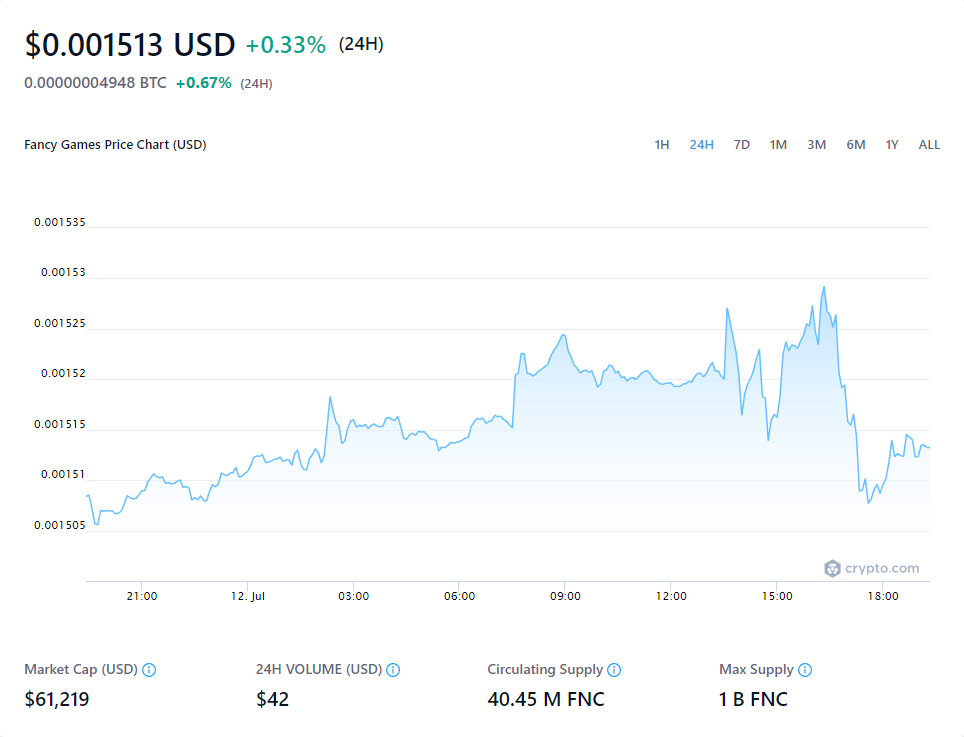 $0.001513 USD +0.33% (24H)
0.00000004948 BTC +0.67% (24H)
Fancy Games Price Chart (USD) 1H 24H 7D 1M 3M 6M 1Y ALL
0.001535
0.00153
0.001525
0.00152
0.001515
0.00151
0.001505
crypto.com
21:00 12. Jul 03:00 06:00 09:00 12:00 15:00 18:00
Market Cap (USD) 24H VOLUME (USD) Circulating Supply Max Supply
$61,219 $42 40.45 M FNC 1 B FNC